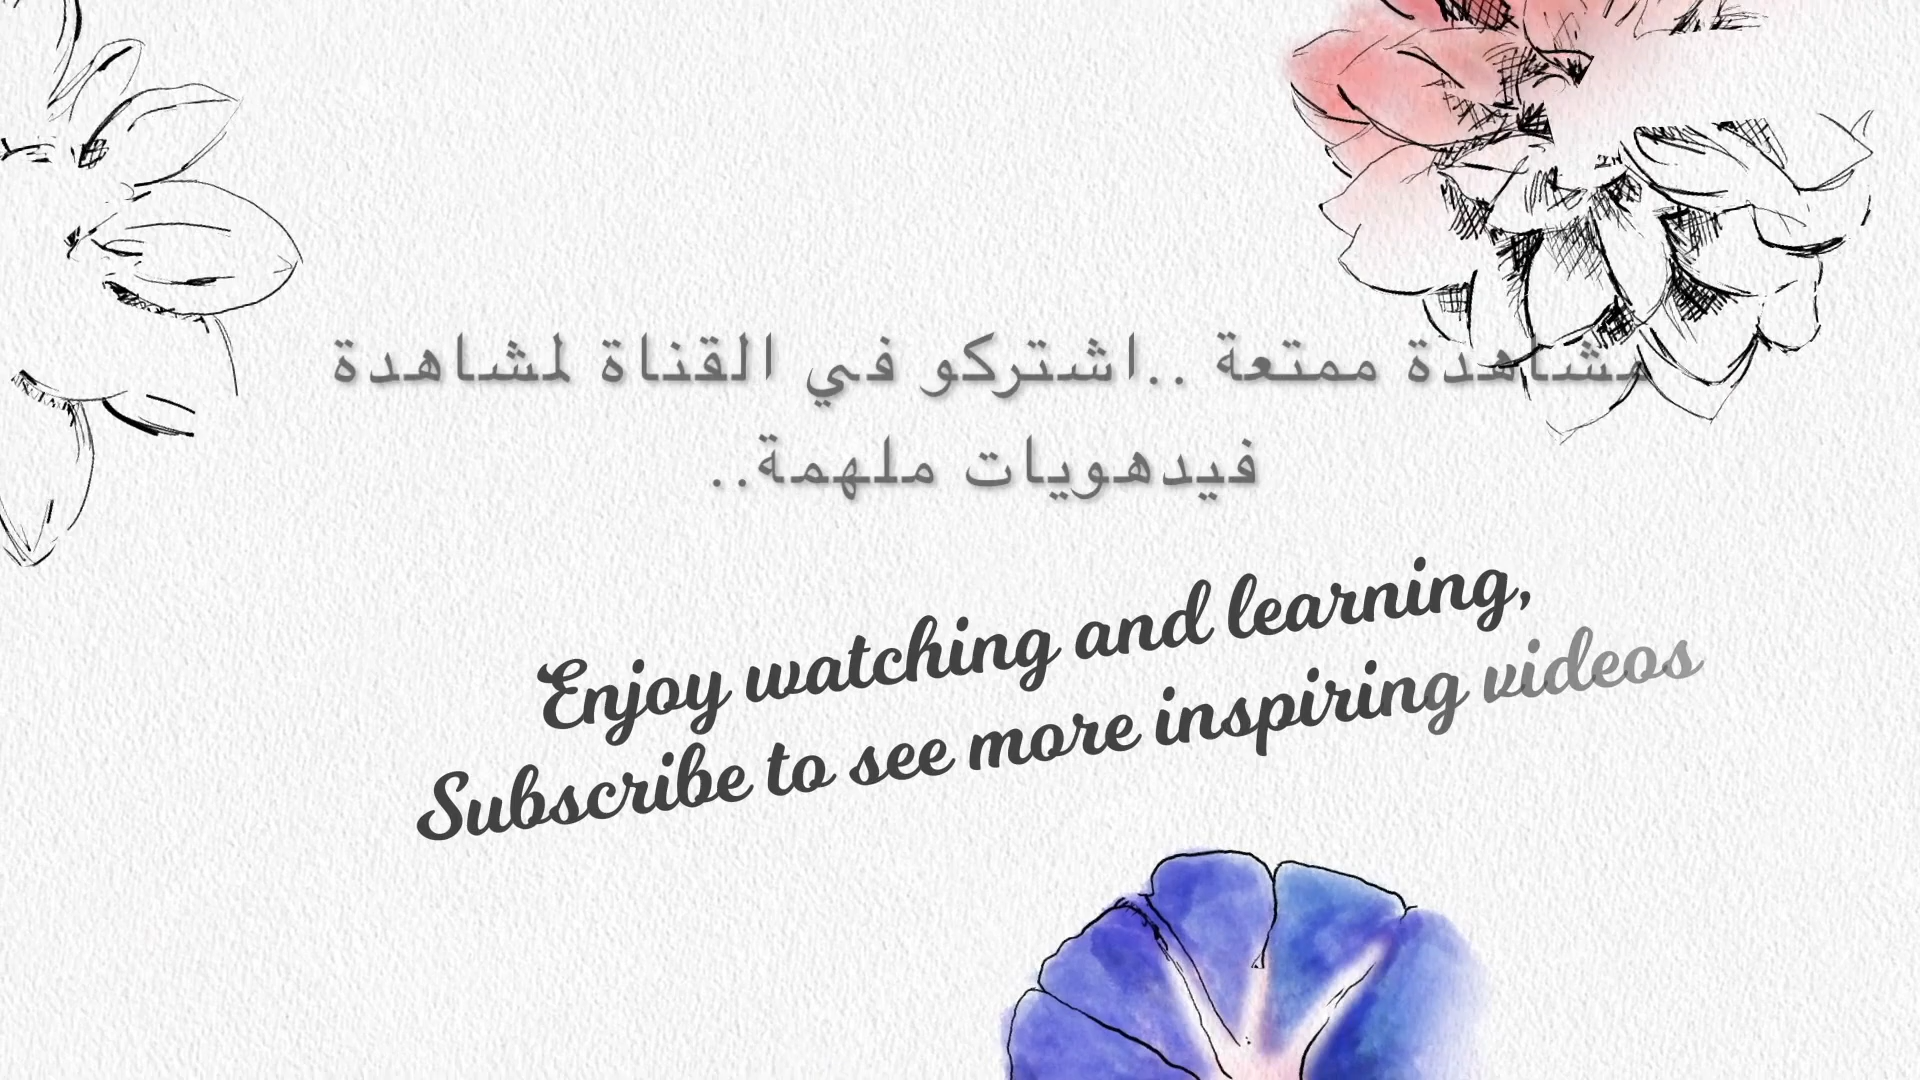 مشاهدة ممتعة ..اشتركو في القناة لمشاهدة
فيدهويات ملهمة..
Enjoy watching and learning,
Subscribe to see more inspiring videos